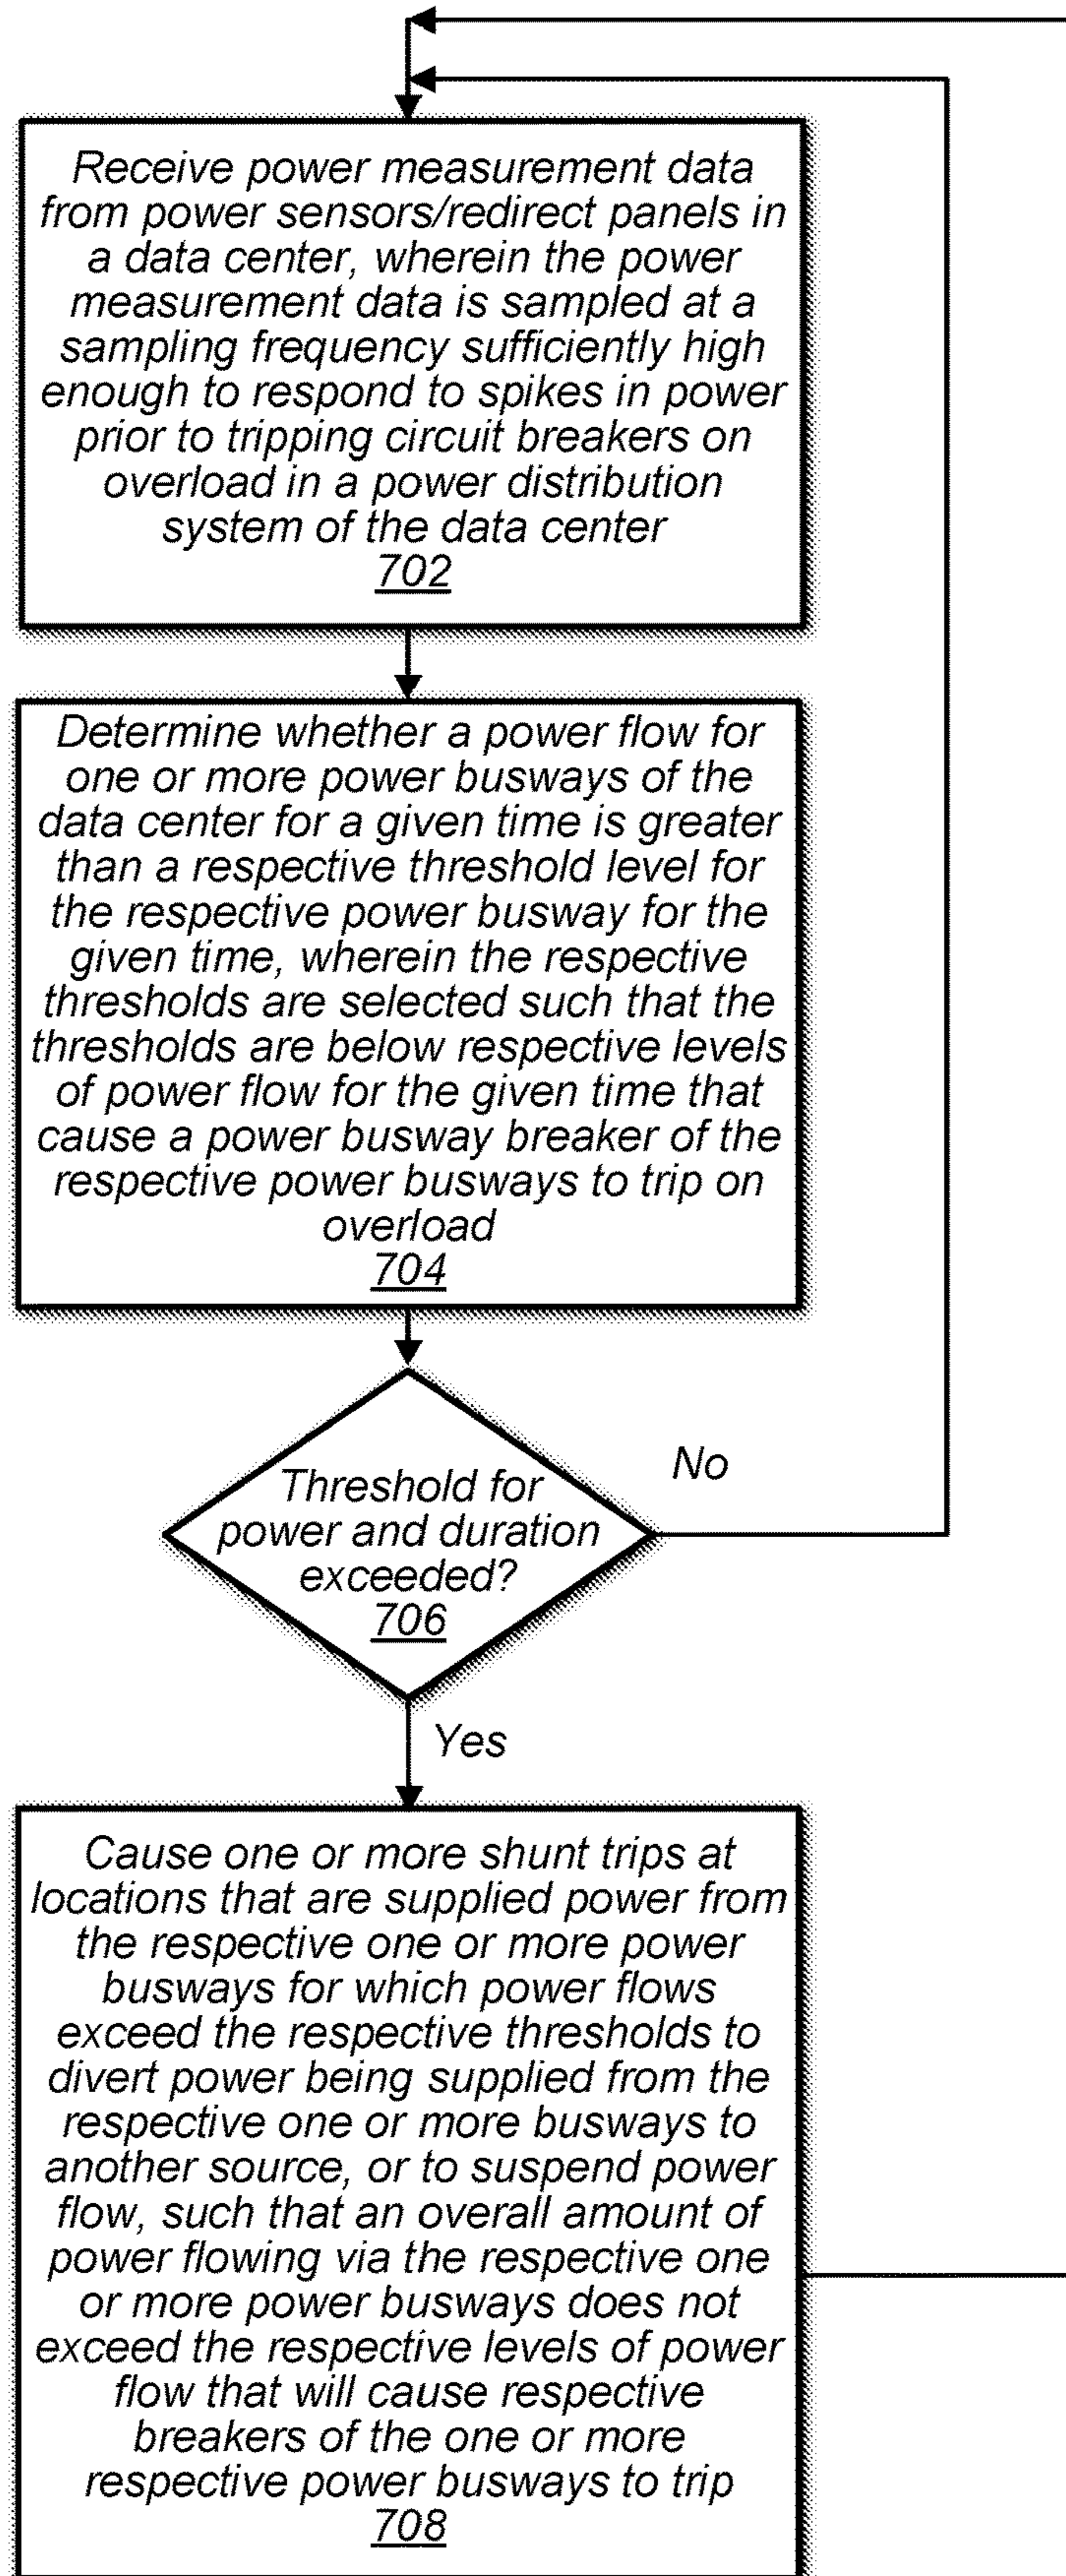 Receive power measurement data
from power sensors/redirect panels in
a data center, wherein the power
measurement data is sampled at a
sampling frequency sufficiently high
enough to respond to spikes in power
prior to tripping circuit breakers on
overload in a power distribution
system of the data center
702
Determine whether a power flow for
one or more power busways of the
data center for a given time is greater
than a respective threshold level for
the respective power busway for the
given time, wherein the respective
thresholds are selected such that the
thresholds are below respective levels
of power flow for the given time that
cause a power busway breaker of the
respective power busways to trip on
overload
704
No
Threshold for
power and duration
exceeded?
706
Yes
Cause one or more shunt trips at
locations that are supplied power from
the respective one or more power
busways for which power flows
exceed the respective thresholds to
divert power being supplied from the
respective one or more busways to
another source, or to suspend power
flow, such that an overall amount of
power flowing via the respective one
or more power busways does not
exceed the respective levels of power
flow that will cause respective
breakers of the one or more
respective power busways to trip
708